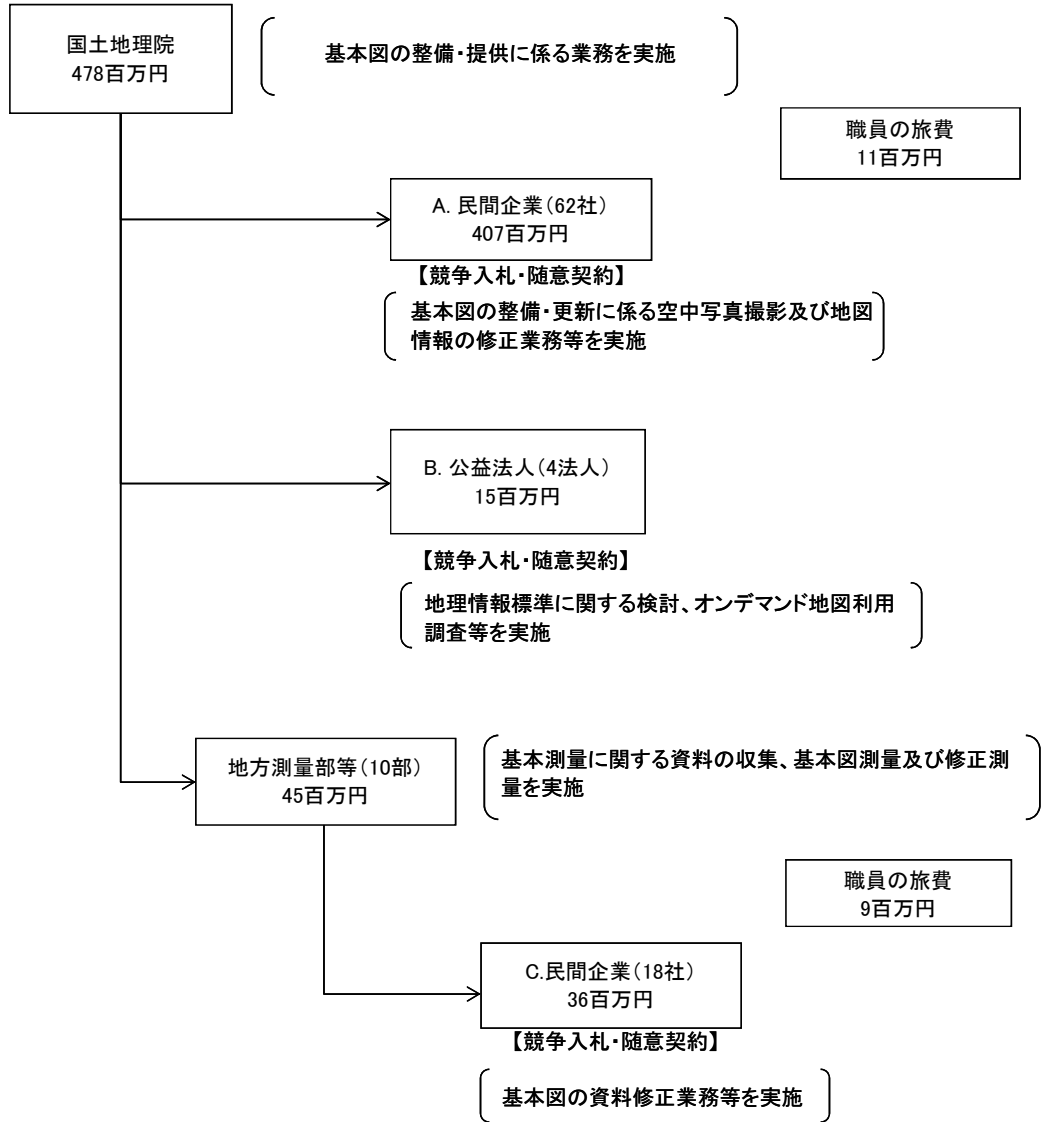 国土地理院
478百万円
基本図の整備・提供に係る業務を実施
職員の旅費
11百万円
A. 民間企業(62社)
407百万円
【競争入札・随意契約】
基本図の整備・更新に係る空中写真撮影及び地図
情報の修正業務等を実施
B. 公益法人(4法人)
15百万円
【競争入札・随意契約】
地理情報標準に関する検討、オンデマンド地図利用
調査等を実施
地方測量部等(10部)
45百万円
基本測量に関する資料の収集、基本図測量及び修正測
量を実施
職員の旅費
9百万円
C.民間企業(18社)
36百万円
【競争入札・随意契約】
基本図の資料修正業務等を実施